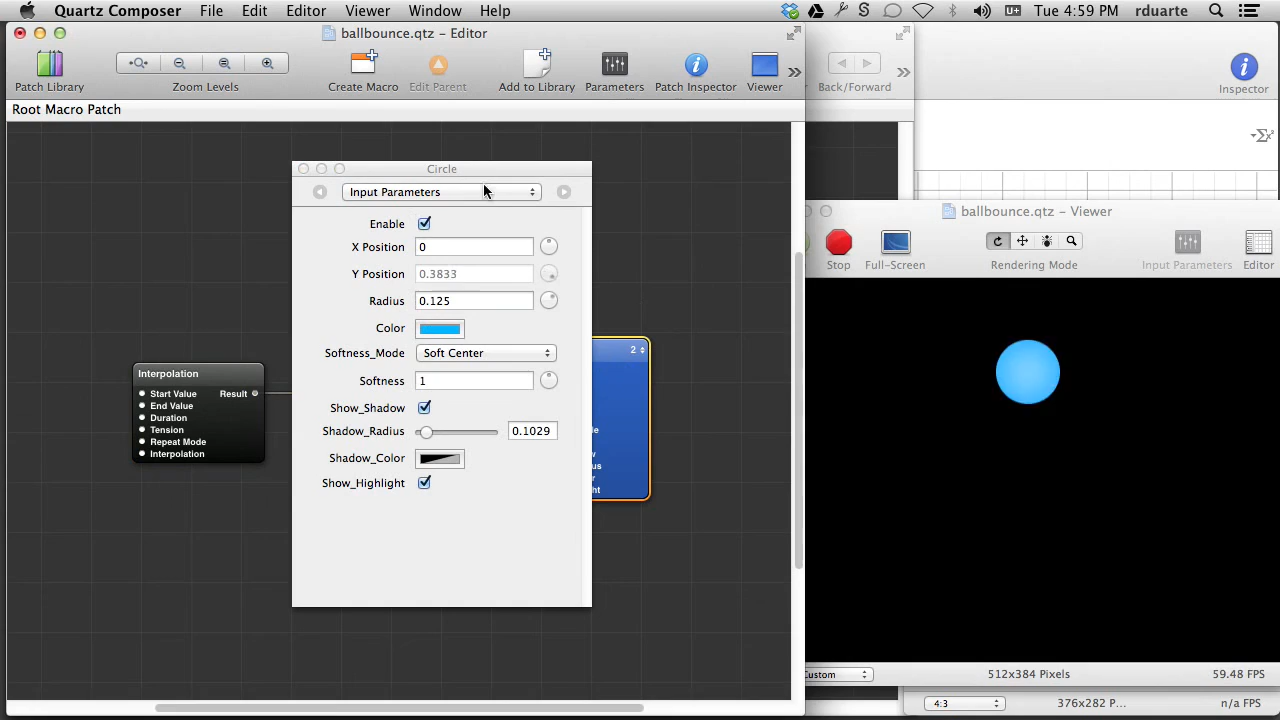 Quartz Composer File Edit Editor Viewer Window Help Tue 4:59 PM rduarte
ballbounce.qtz – Editor
Patch Library Zoom Levels Create Macro Edit Parent Add to Library Parameters Patch Inspector Viewer Back/Forward Inspector
Root Macro Patch
Circle
Input Parameters
Enable
X Position 0
Y Position 0.3833
Radius 0.125
Color
Softness_Mode Soft Center
Softness 1
Show_Shadow
Shadow_Radius 0.1029
Shadow_Color
Show_Highlight
Interpolation
Start Value Result
End Value
Duration
Tension
Repeat Mode
Interpolation
2
ballbounce.qtz – Viewer
Stop Full-Screen Rendering Mode Input Parameters Editor
512x384 Pixels 59.48 FPS
4:3 376x282 P... n/a FPS